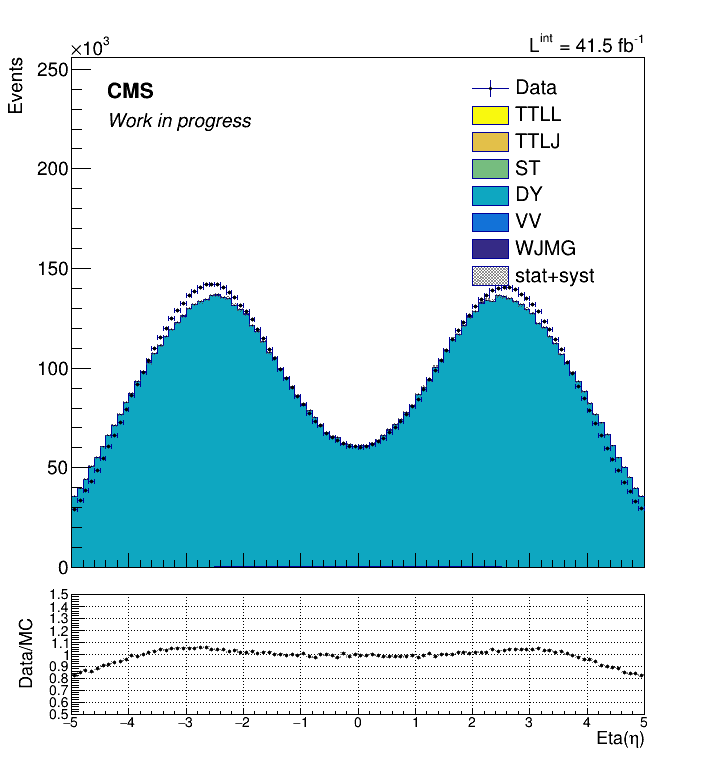 ×10³
L^int = 41.5 fb⁻¹
Events
CMS
Work in progress
Data
TTLL
TTLJ
ST
DY
VV
WJMG
stat+syst
250
200
150
100
50
0
Data/MC
1.5
1.4
1.3
1.2
1.1
1
0.9
0.8
0.7
0.6
0.5
−5 −4 −3 −2 −1 0 1 2 3 4 5
Eta(η)